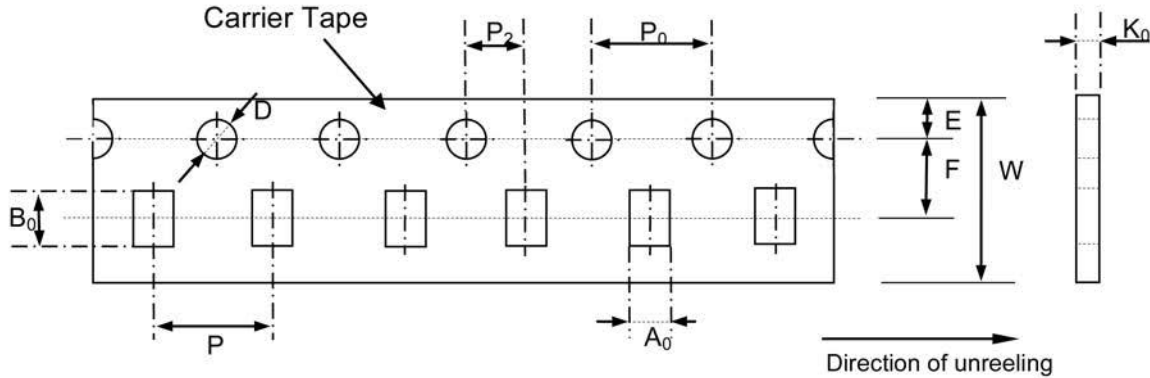 Carrier Tape
P2
P0
K0
D
E
F
W
B0
P
A0
Direction of unreeling